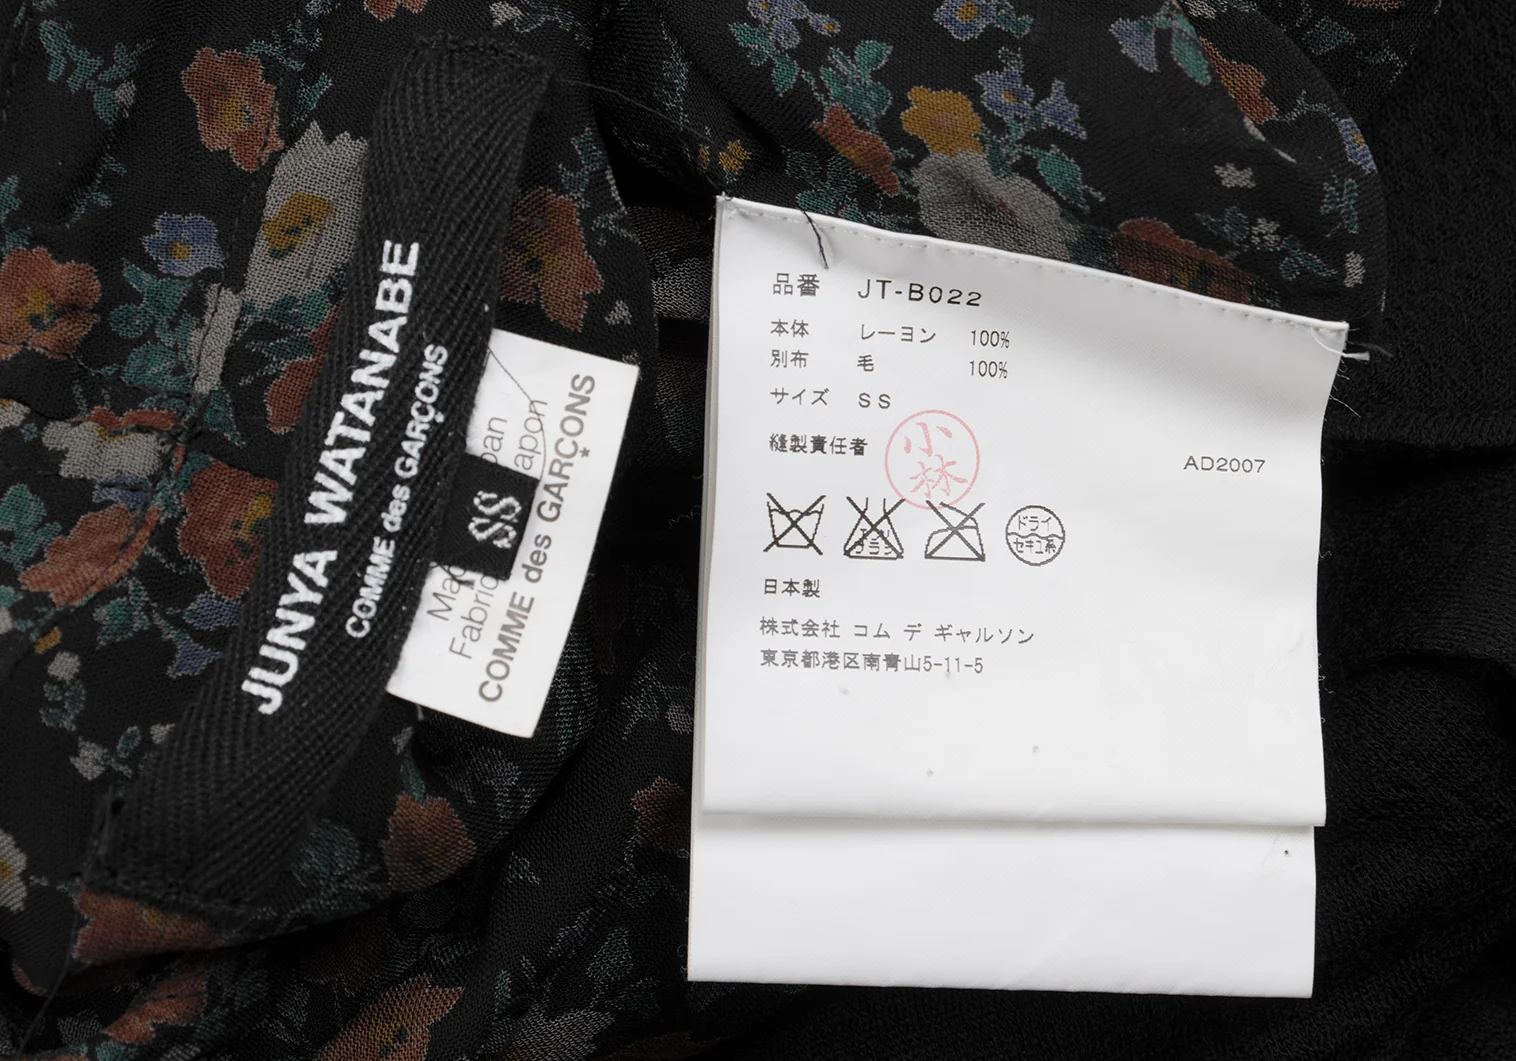 JUNYA WATANABE
COMME des GARÇONS
SS
Fabric
COMME des GARÇONS
品番 JT-B022
本体 レーヨン 100%
別布 毛 100%
サイズ SS
縫製責任者 小林
AD2007
ドライ
セキユ系
日本製
株式会社 コム デ ギャルソン
東京都港区南青山5-11-5